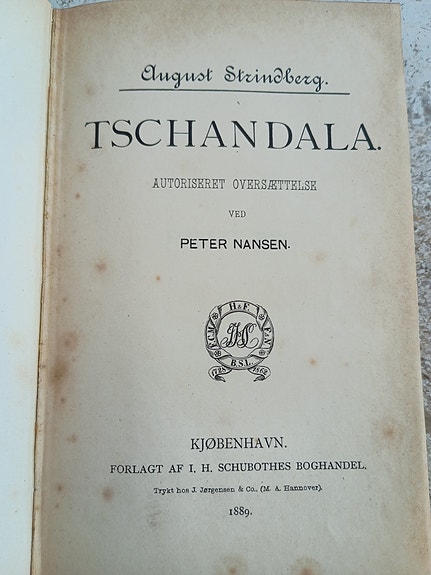 August Strindberg.
TSCHANDALA.
AUTORISERET OVERSÆTTELSE
VED
PETER NANSEN.
H & F.
B.S.L.
KJØBENHAVN.
FORLAGT AF I. H. SCHUBOTHES BOGHANDEL.
Trykt hos J. Jørgensen & Co. (M. A. Hannover).
1889.